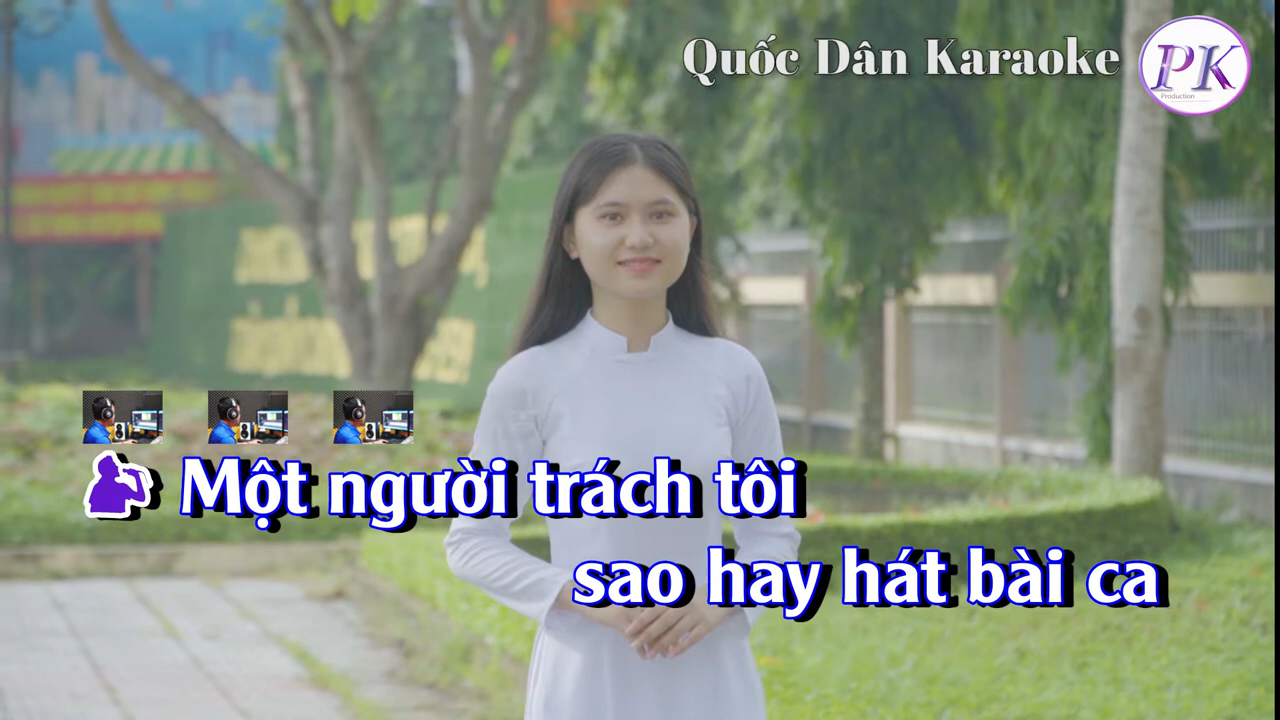 Quốc Dân Karaoke
PK
Production
Một người trách tôi
sao hay hát bài ca